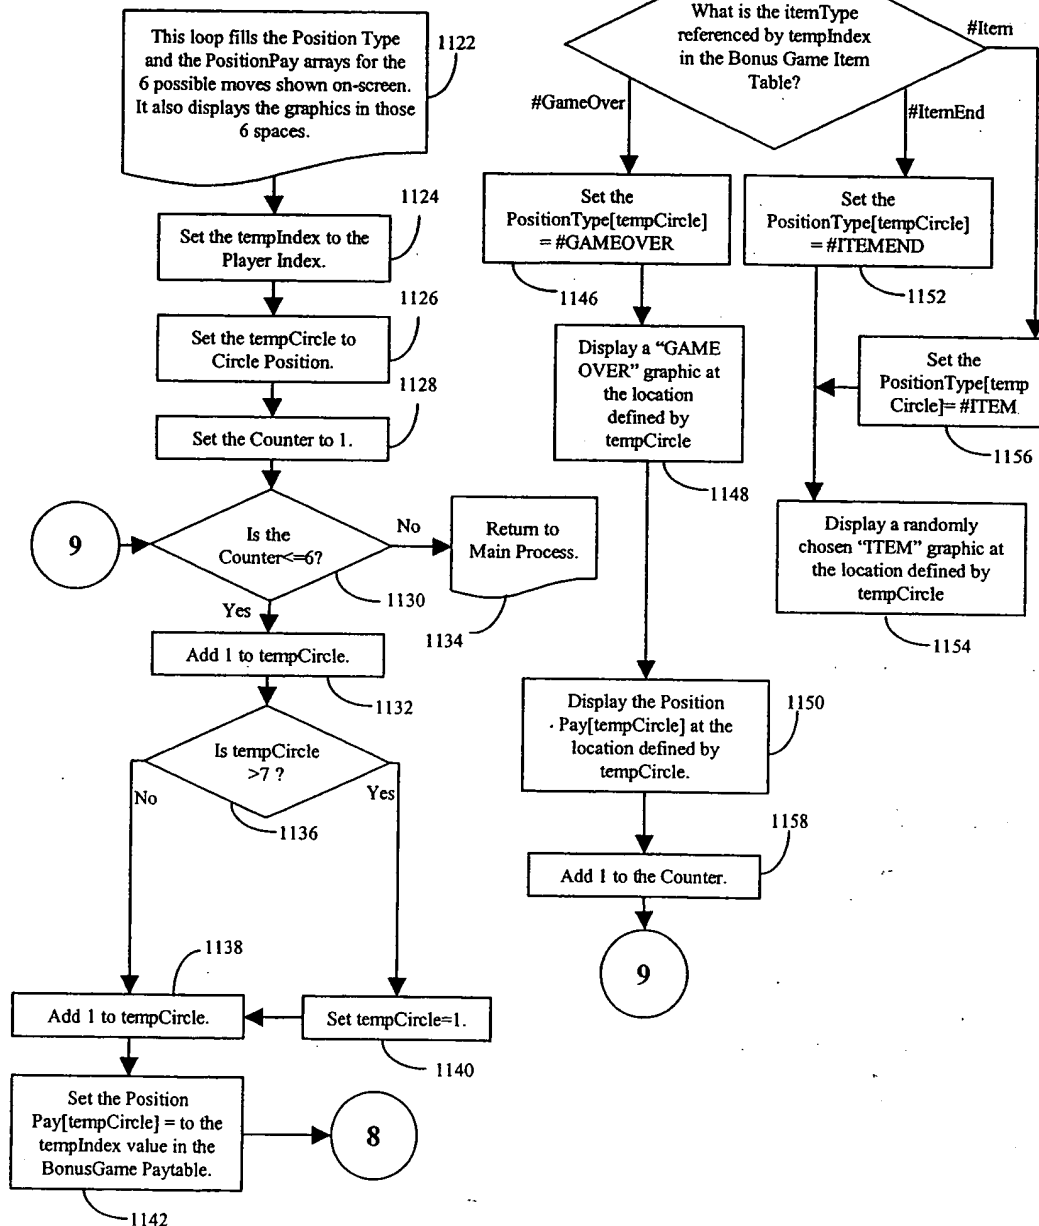 This loop fills the Position Type
and the PositionPay arrays for the
6 possible moves shown on-screen.
It also displays the graphics in those
6 spaces.
1122
Set the tempIndex to the
Player Index.
1124
Set the tempCircle to
Circle Position.
1126
Set the Counter to 1.
1128
9
Is the
Counter<=6?
1130
No
Return to
Main Process.
1134
Yes
Add 1 to tempCircle.
1132
Is tempCircle
>7 ?
1136
No
Yes
Add 1 to tempCircle.
1138
Set tempCircle=1.
1140
Set the Position
Pay[tempCircle] = to the
tempIndex value in the
BonusGame Paytable.
1142
8
What is the itemType
referenced by tempIndex
in the Bonus Game Item
Table?
#GameOver
#ItemEnd
#Item
Set the
PositionType[tempCircle]
= #GAMEOVER
1146
Set the
PositionType[tempCircle]
= #ITEMEND
1152
Display a “GAME
OVER” graphic at
the location
defined by
tempCircle
1148
Set the
PositionType[temp
Circle]= #ITEM
1156
Display a randomly
chosen “ITEM” graphic at
the location defined by
tempCircle
1154
Display the Position
Pay[tempCircle] at the
location defined by
tempCircle.
1150
Add 1 to the Counter.
1158
9